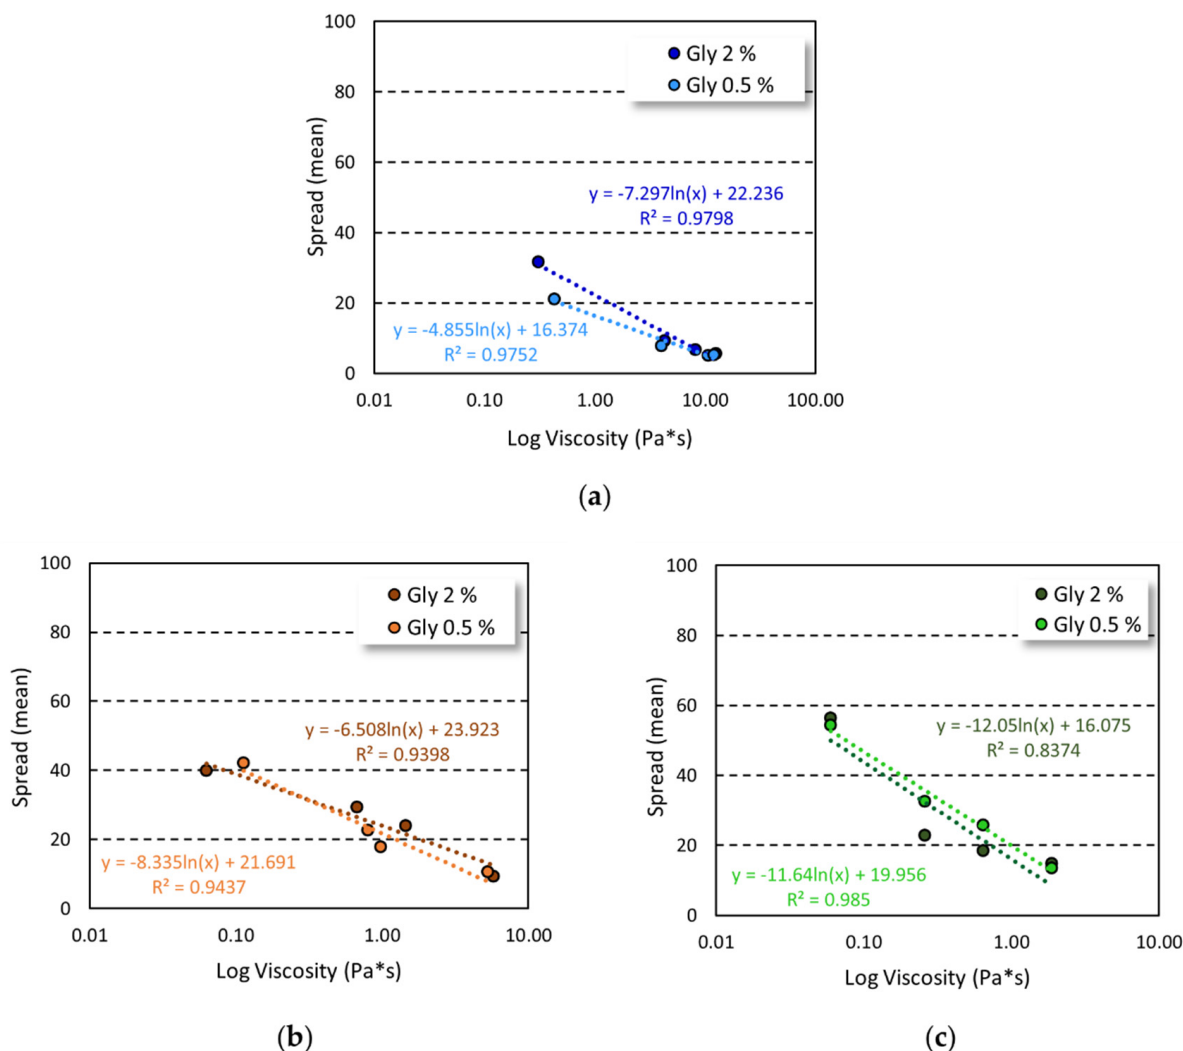 100
80
60
40
20
0
Spread (mean)
Gly 2 %
Gly 0.5 %
y = -7.297ln(x) + 22.236
R² = 0.9798
y = -4.855ln(x) + 16.374
R² = 0.9752
0.01 0.10 1.00 10.00 100.00
Log Viscosity (Pa*s)
(a)
100
80
60
40
20
0
Spread (mean)
Gly 2 %
Gly 0.5 %
y = -6.508ln(x) + 23.923
R² = 0.9398
y = -8.335ln(x) + 21.691
R² = 0.9437
0.01 0.10 1.00 10.00
Log Viscosity (Pa*s)
(b)
100
80
60
40
20
0
Spread (mean)
Gly 2 %
Gly 0.5 %
y = -12.05ln(x) + 16.075
R² = 0.8374
y = -11.64ln(x) + 19.956
R² = 0.985
0.01 0.10 1.00 10.00
Log Viscosity (Pa*s)
(c)